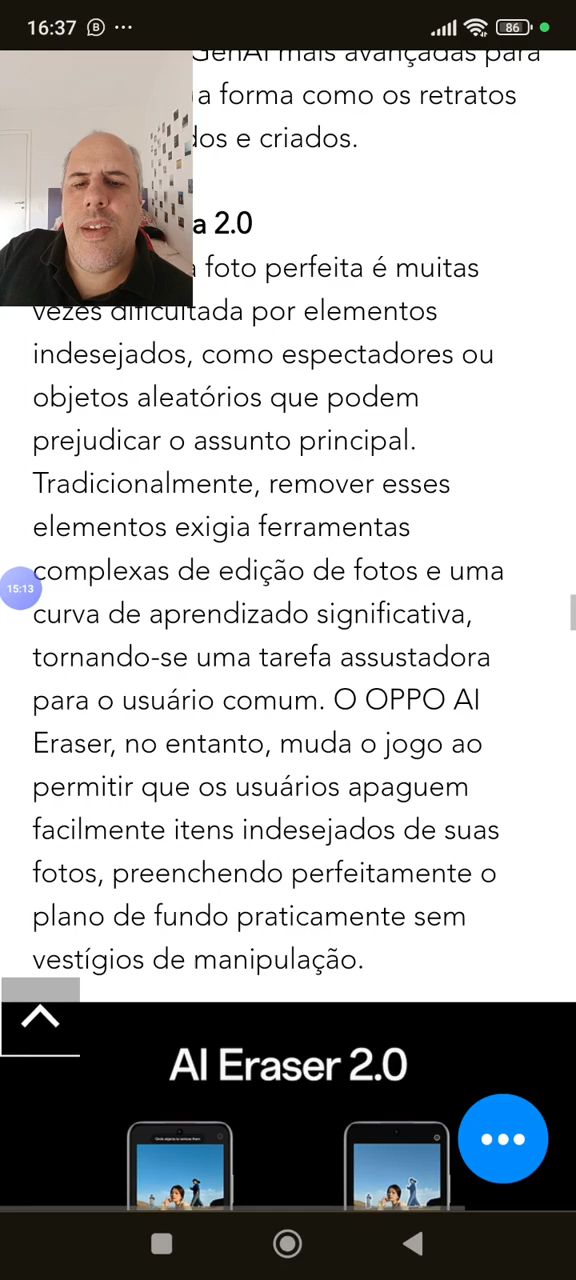 16:37
86
GenAI mais avançadas para
a forma como os retratos
dos e criados.
a 2.0
a foto perfeita é muitas
vezes dificultada por elementos
indesejados, como espectadores ou
objetos aleatórios que podem
prejudicar o assunto principal.
Tradicionalmente, remover esses
elementos exigia ferramentas
complexas de edição de fotos e uma
15:13
curva de aprendizado significativa,
tornando-se uma tarefa assustadora
para o usuário comum. O OPPO AI
Eraser, no entanto, muda o jogo ao
permitir que os usuários apaguem
facilmente itens indesejados de suas
fotos, preenchendo perfeitamente o
plano de fundo praticamente sem
vestígios de manipulação.
AI Eraser 2.0